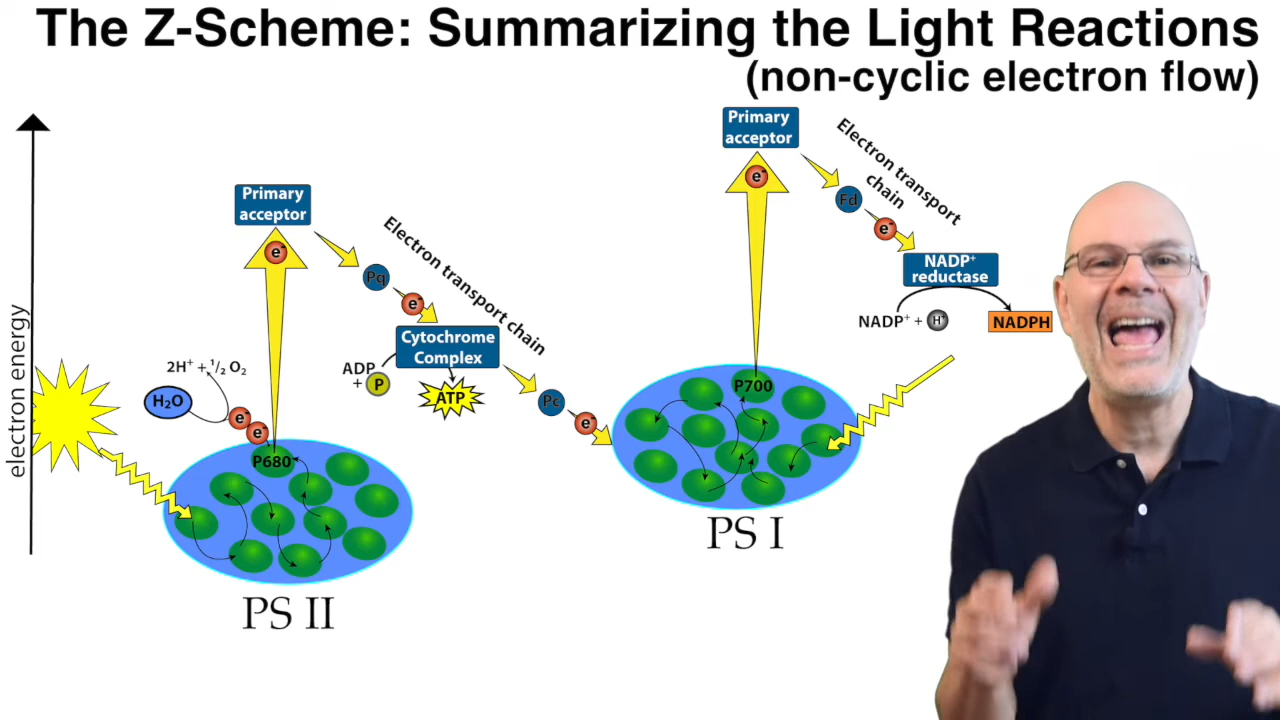 The Z-Scheme: Summarizing the Light Reactions
(non-cyclic electron flow)
electron energy
H₂O
2H⁺ + ½ O₂
e⁻
e⁻
P680
PS II
e⁻
Primary
acceptor
Pq
e⁻
Electron transport chain
Cytochrome
Complex
ADP
+ P
ATP
Pc
e⁻
P700
PS I
e⁻
Primary
acceptor
Electron transport
chain
Fd
e⁻
NADP⁺
reductase
NADP⁺ + H⁺
NADPH